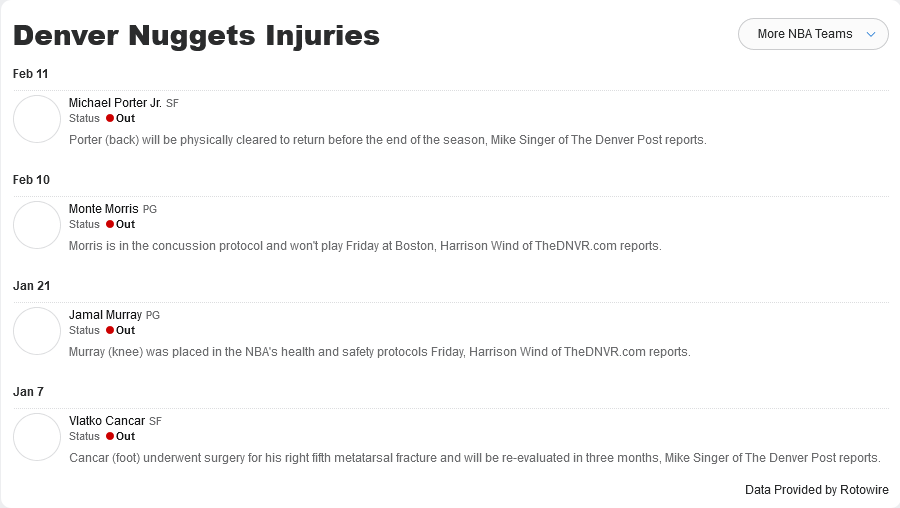 Denver Nuggets Injuries
More NBA Teams
Feb 11
Michael Porter Jr. SF
Status Out
Porter (back) will be physically cleared to return before the end of the season, Mike Singer of The Denver Post reports.
Feb 10
Monte Morris PG
Status Out
Morris is in the concussion protocol and won't play Friday at Boston, Harrison Wind of TheDNVR.com reports.
Jan 21
Jamal Murray PG
Status Out
Murray (knee) was placed in the NBA's health and safety protocols Friday, Harrison Wind of TheDNVR.com reports.
Jan 7
Vlatko Cancar SF
Status Out
Cancar (foot) underwent surgery for his right fifth metatarsal fracture and will be re-evaluated in three months, Mike Singer of The Denver Post reports.
Data Provided by Rotowire